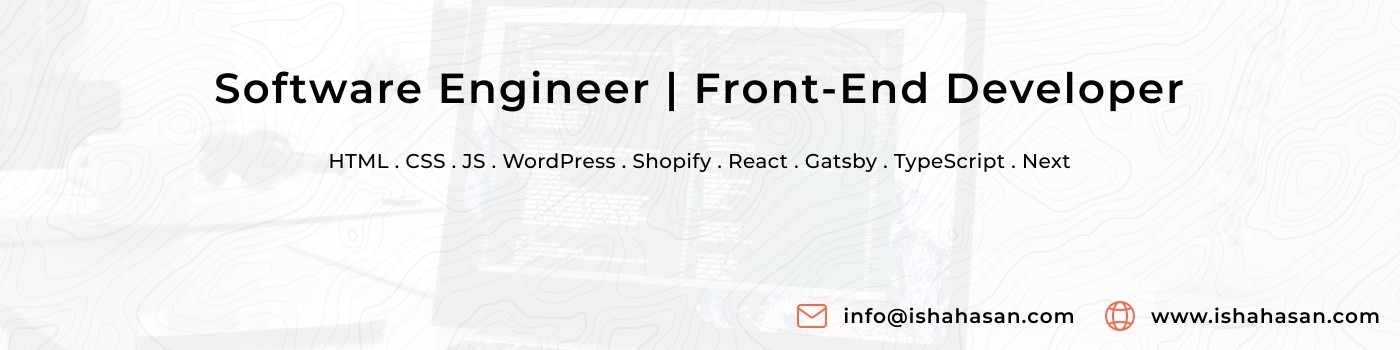 Software Engineer | Front-End Developer
HTML . CSS . JS . WordPress . Shopify . React . Gatsby . TypeScript . Next
info@ishahasan.com www.ishahasan.com